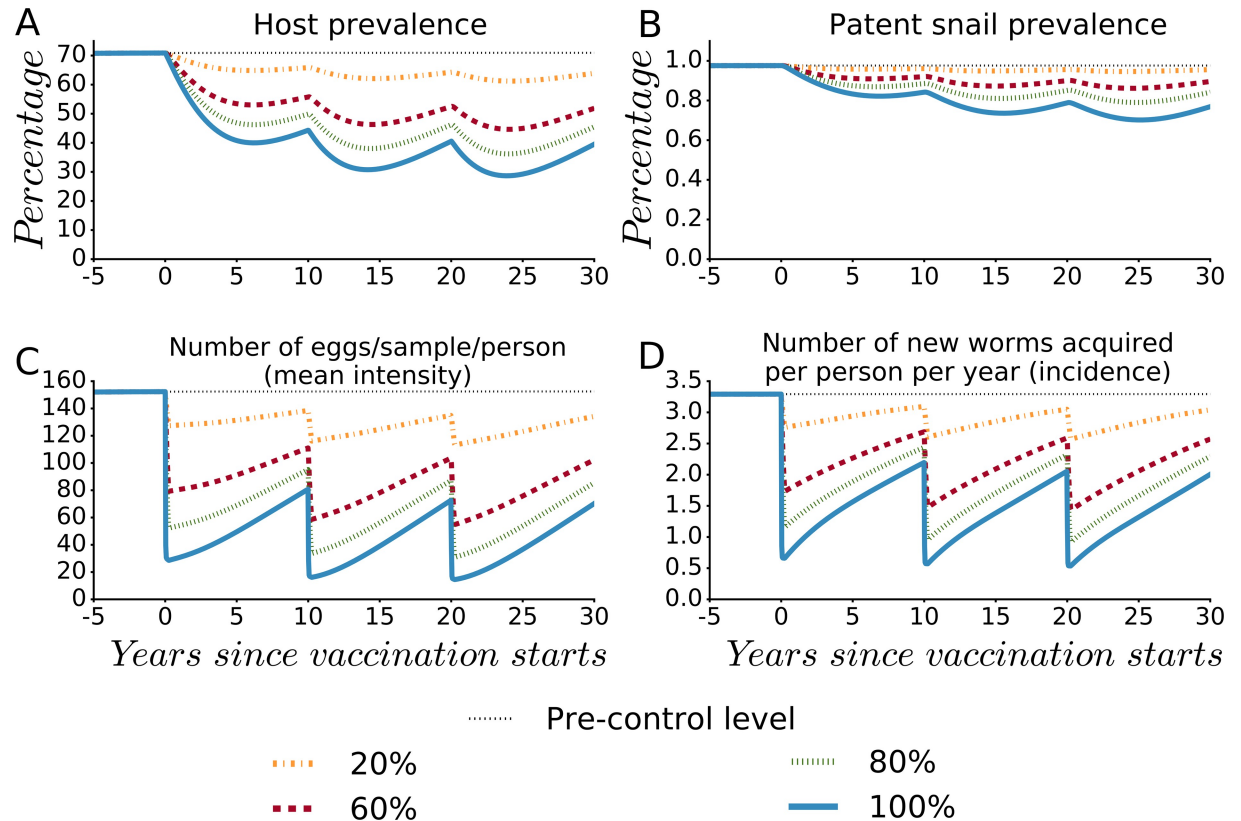 A
Host prevalence
Percentage
70
60
50
40
30
20
10
0
-5 0 5 10 15 20 25 30
B
Patent snail prevalence
Percentage
1.0
0.8
0.6
0.4
0.2
0.0
-5 0 5 10 15 20 25 30
C
Number of eggs/sample/person
(mean intensity)
160
140
120
100
80
60
40
20
0
-5 0 5 10 15 20 25 30
Years since vaccination starts
D
Number of new worms acquired
per person per year (incidence)
3.5
3.0
2.5
2.0
1.5
1.0
0.5
0.0
-5 0 5 10 15 20 25 30
Years since vaccination starts
Pre-control level
20%
80%
60%
100%